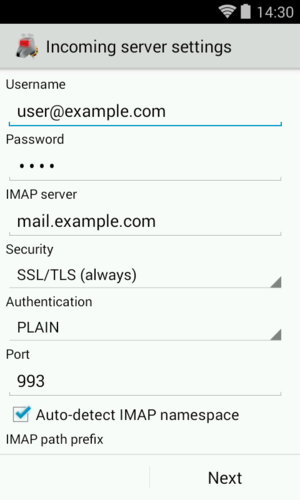 14:30
Incoming server settings
Username
user@example.com
Password
••••
IMAP server
mail.example.com
Security
SSL/TLS (always)
Authentication
PLAIN
Port
993
Auto-detect IMAP namespace
IMAP path prefix
Next